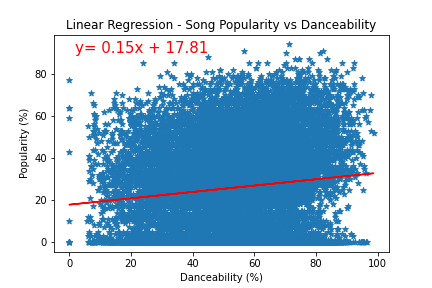 Linear Regression - Song Popularity vs Danceability
y= 0.15x + 17.81
80
60
40
20
0
Popularity (%)
0 20 40 60 80 100
Danceability (%)